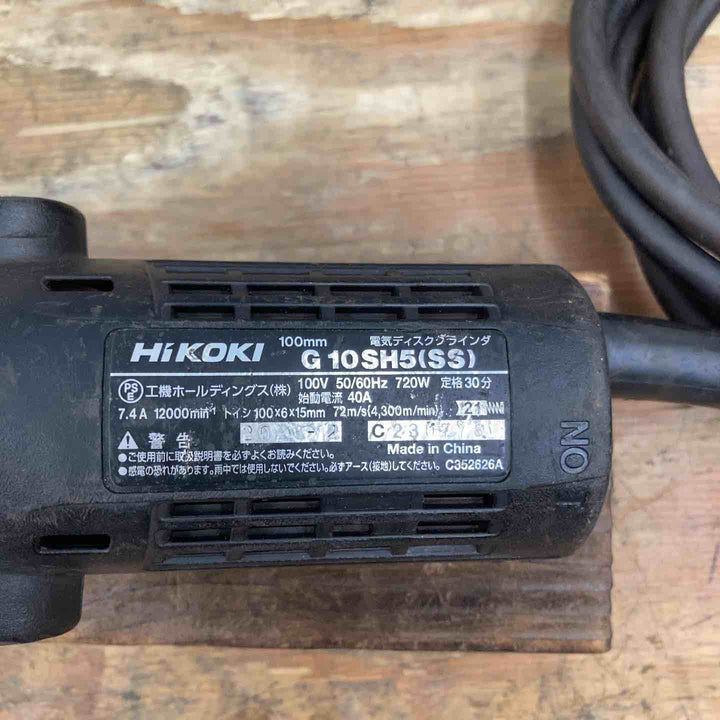 100mm 電気ディスクグラインダ
HiKOKI G 10SH5(SS)
PSE 工機ホールディングス(株) 100V 50/60Hz 720W 定格30分
始動電流 40A
7.4 A 12000min⁻¹ トイシ 100×6×15mm 72m/s(4,300m/min)
警告
Made in China
●ご使用前に取扱説明書を必ずよくお読みください。
●感電の恐れがあります。雨中では使用しないでください。必ずアース(接地)してください。 C352626A
ON